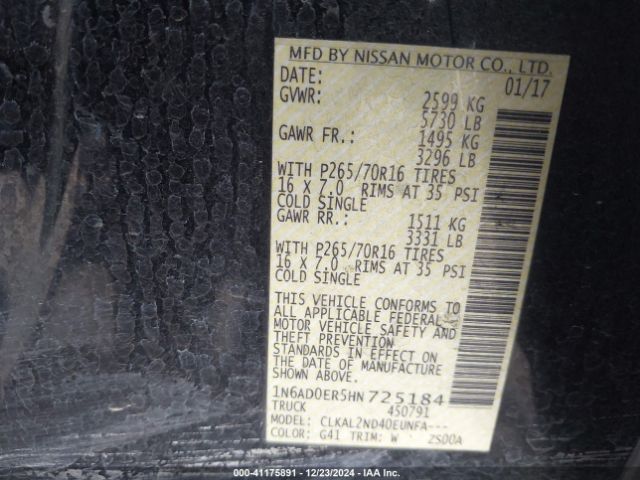 MFD BY NISSAN MOTOR CO., LTD.
DATE: 01/17
GVWR: 2599 KG
5730 LB
GAWR FR.: 1495 KG
3296 LB
WITH P265/70R16 TIRES
16 X 7.0 RIMS AT 35 PSI
COLD SINGLE
GAWR RR.: 1511 KG
3331 LB
WITH P265/70R16 TIRES
16 X 7.0 RIMS AT 35 PSI
COLD SINGLE
THIS VEHICLE CONFORMS TO
ALL APPLICABLE FEDERAL
MOTOR VEHICLE SAFETY AND
THEFT PREVENTION
STANDARDS IN EFFECT ON
THE DATE OF MANUFACTURE
SHOWN ABOVE.
1N6AD0ER5HN 725184
TRUCK 450791
MODEL: CLKAL2ND40EUNFA---
COLOR: G41 TRIM: W ZS00A
000-41175891 - 12/23/2024 - IAAI.COM